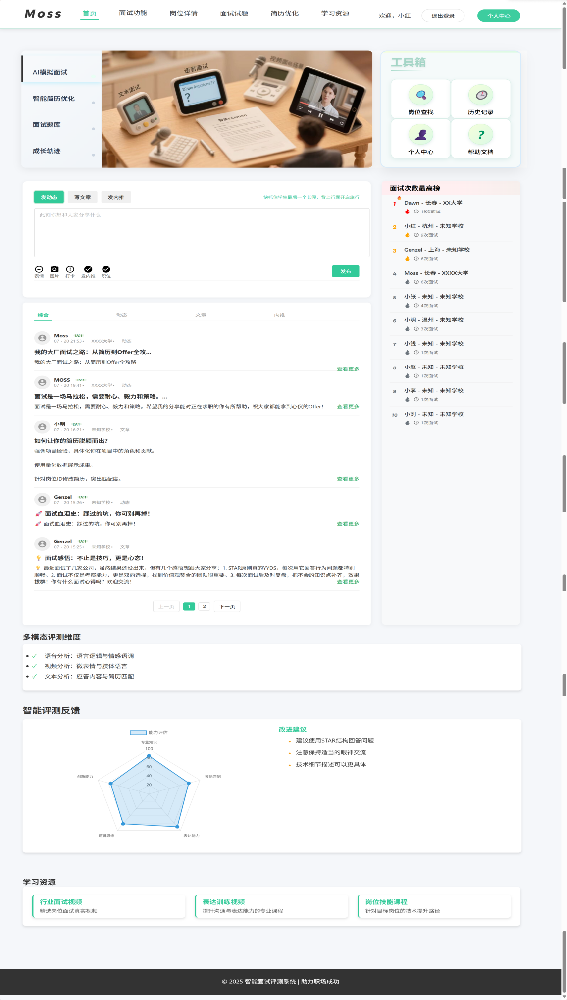 Moss
首页
面试功能
岗位详情
面试试题
简历优化
学习资源
欢迎，小红
退出登录
个人中心
AI模拟面试
智能简历优化
面试题库
成长轨迹
文本面试
语音面试
工具箱
岗位查找
历史记录
个人中心
帮助文档
发动态
写文章
发内推
快抓住学生最后一个长假，背上行囊开启旅行
此刻你想和大家分享什么
表情
图片
打卡
发内推
职位
发布
面试次数最高榜
1 Dawn - 长春 - XX大学
19次面试
2 小红 - 杭州 - 未知学校
9次面试
3 Genzel - 上海 - 未知学校
6次面试
4 Moss - 长春 - XXXX大学
6次面试
5 小张 - 未知 - 未知学校
4次面试
6 小明 - 温州 - 未知学校
3次面试
7 小钱 - 未知 - 未知学校
1次面试
8 小赵 - 未知 - 未知学校
1次面试
9 小李 - 未知 - 未知学校
1次面试
10 小刘 - 未知 - 未知学校
1次面试
综合
动态
文章
内推
Moss LV.1
07 - 20 21:53• XXXX大学• 动态
我的大厂面试之路：从简历到Offer全攻...
我的大厂面试之路：从简历到Offer全攻略
查看更多
MOSS LV.1
07 - 20 19:41• XXXX大学• 动态
面试是一场马拉松，需要耐心、毅力和策略。...
面试是一场马拉松，需要耐心、毅力和策略。希望我的分享能对正在求职的你有所帮助，祝大家都能拿到心仪的Offer！
查看更多
小明 LV.1
07 - 20 16:21• 未知学校• 文章
如何让你的简历脱颖而出？
强调项目经验，具体化你在项目中的角色和贡献。
使用量化数据展示成果。
针对岗位JD修改简历，突出匹配度。
查看更多
Genzel LV.1
07 - 20 15:26• 未知学校• 动态
🚀 面试血泪史：踩过的坑，你可别再掉！
🚀 面试血泪史：踩过的坑，你可别再掉！
查看更多
Genzel LV.1
07 - 20 15:25• 未知学校• 文章
💡 面试感悟：不止是技巧，更是心态！
💡 最近面试了几家公司，虽然结果还没出来，但有几个感悟想跟大家分享：1. STAR原则真的YYDS，每次用它回答行为问题都特别
顺畅。2. 面试不仅是考察能力，更是双向选择，找到价值观契合的团队很重要。3. 每次面试后及时复盘，把不会的知识点补齐，效果
拔群！你有什么面试心得吗？欢迎交流！
查看更多
上一页
1
2
下一页
多模态评测维度
• ✓ 语音分析：语言逻辑与情感语调
• ✓ 视频分析：微表情与肢体语言
• ✓ 文本分析：应答内容与简历匹配
智能评测反馈
能力评估
专业知识
100
80
60
40
20
创新能力
技能匹配
逻辑思维
表达能力
改进建议
• 建议使用STAR结构回答问题
• 注意保持适当的眼神交流
• 技术细节描述可以更具体
学习资源
行业面试视频
精选岗位面试真实视频
表达训练视频
提升沟通与表达能力的专业课程
岗位技能课程
针对目标岗位的技术提升路径
© 2025 智能面试评测系统 | 助力职场成功